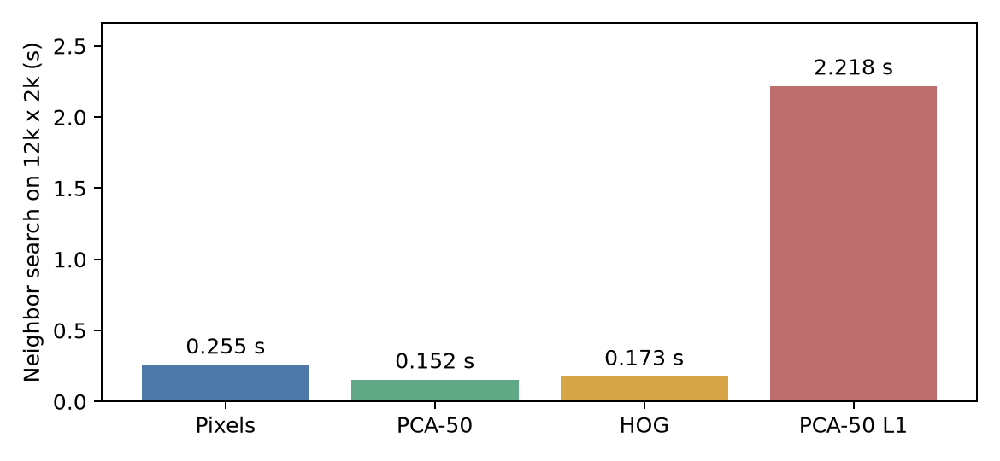 Neighbor search on 12k x 2k (s)
2.5
2.0
1.5
1.0
0.5
0.0
0.255 s
0.152 s
0.173 s
2.218 s
Pixels
PCA-50
HOG
PCA-50 L1